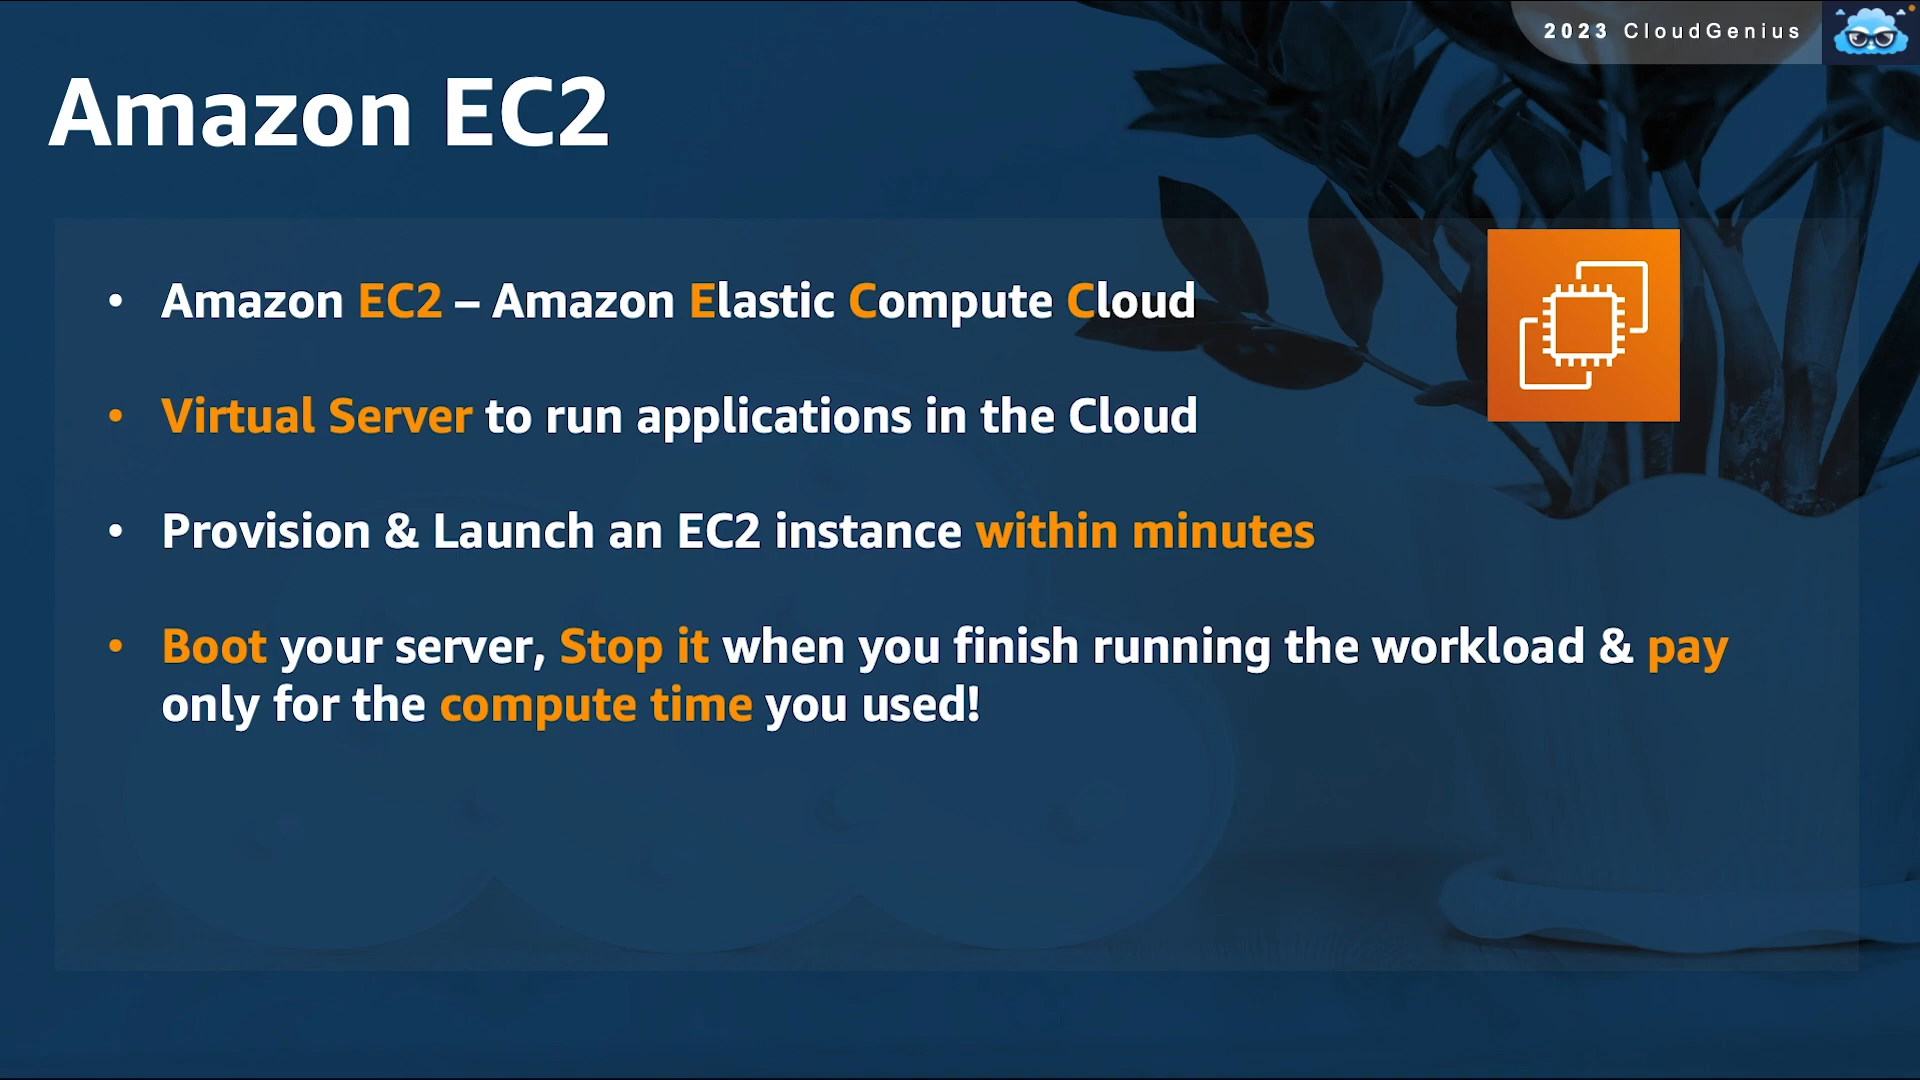 2023 CloudGenius
Amazon EC2
• Amazon EC2 – Amazon Elastic Compute Cloud
• Virtual Server to run applications in the Cloud
• Provision & Launch an EC2 instance within minutes
• Boot your server, Stop it when you finish running the workload & pay
only for the compute time you used!